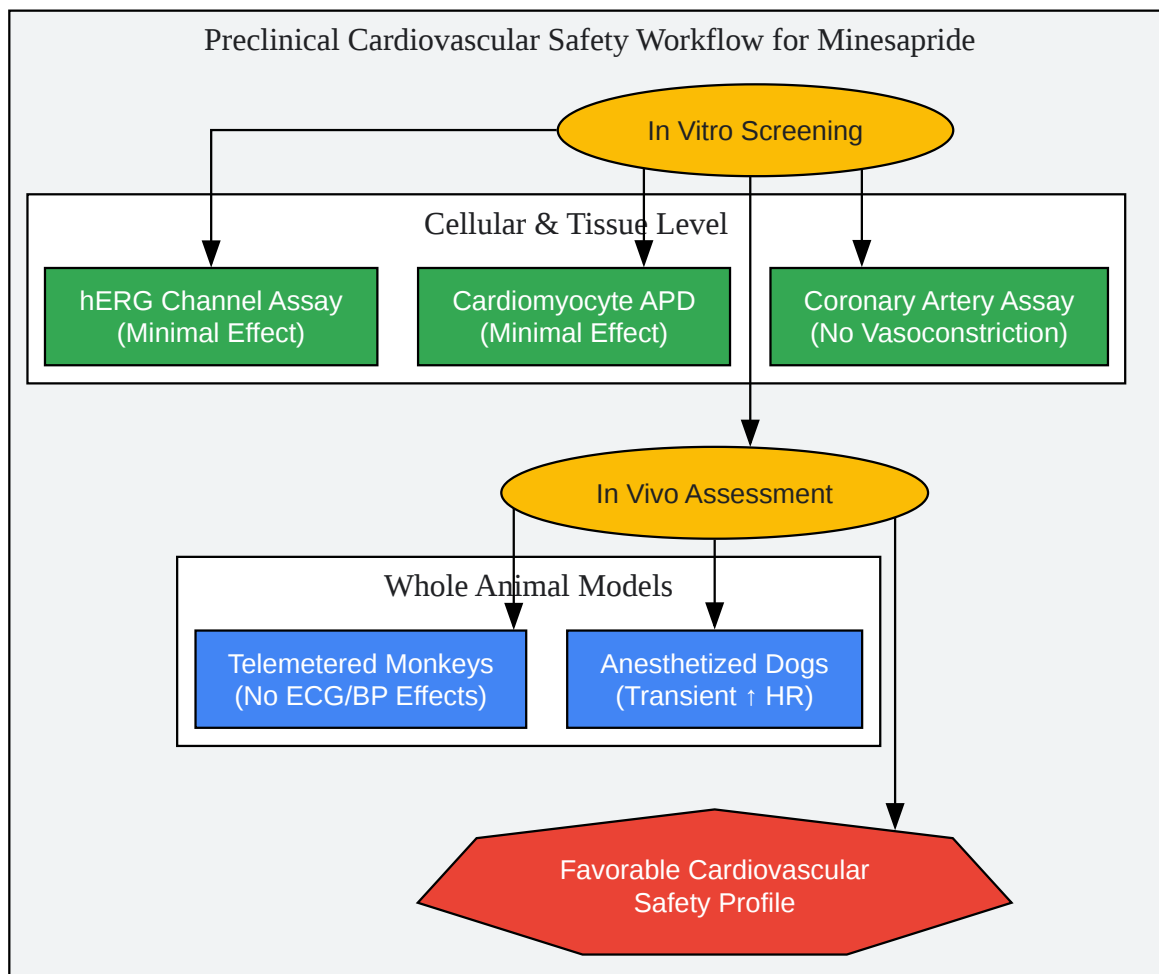 Preclinical Cardiovascular Safety Workflow for Minesapride
In Vitro Screening
Cellular & Tissue Level
hERG Channel Assay
(Minimal Effect)
Cardiomyocyte APD
(Minimal Effect)
Coronary Artery Assay
(No Vasoconstriction)
In Vivo Assessment
Whole Animal Models
Telemetered Monkeys
(No ECG/BP Effects)
Anesthetized Dogs
(Transient ↑ HR)
Favorable Cardiovascular
Safety Profile